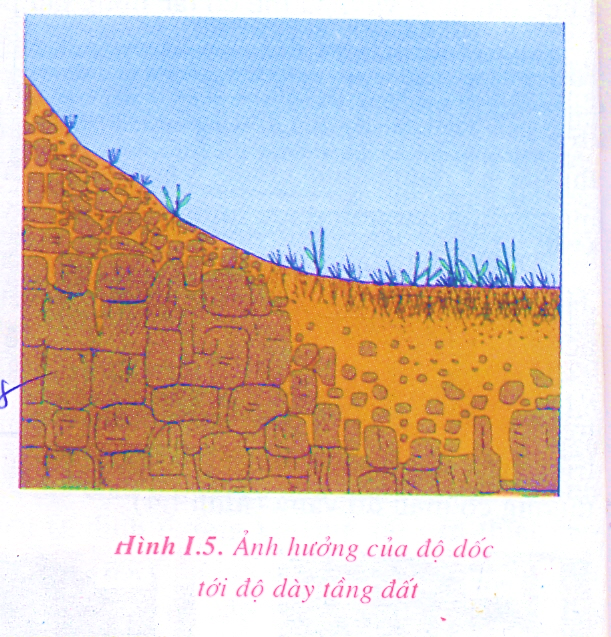 Hình I.5. Ảnh hưởng của độ dốc
tới độ dày tầng đất